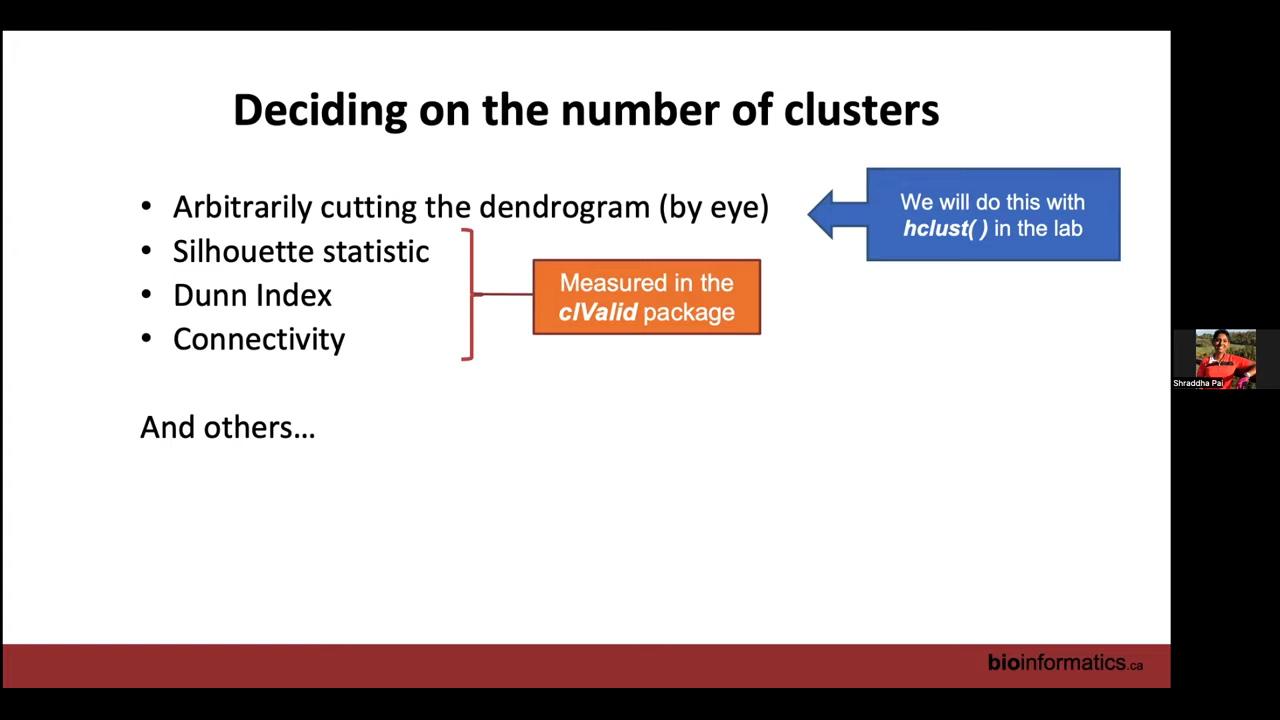 Deciding on the number of clusters
• Arbitrarily cutting the dendrogram (by eye)
We will do this with
hclust( ) in the lab
• Silhouette statistic
• Dunn Index
• Connectivity
Measured in the
clValid package
And others...
Shraddha Pai
bioinformatics.ca